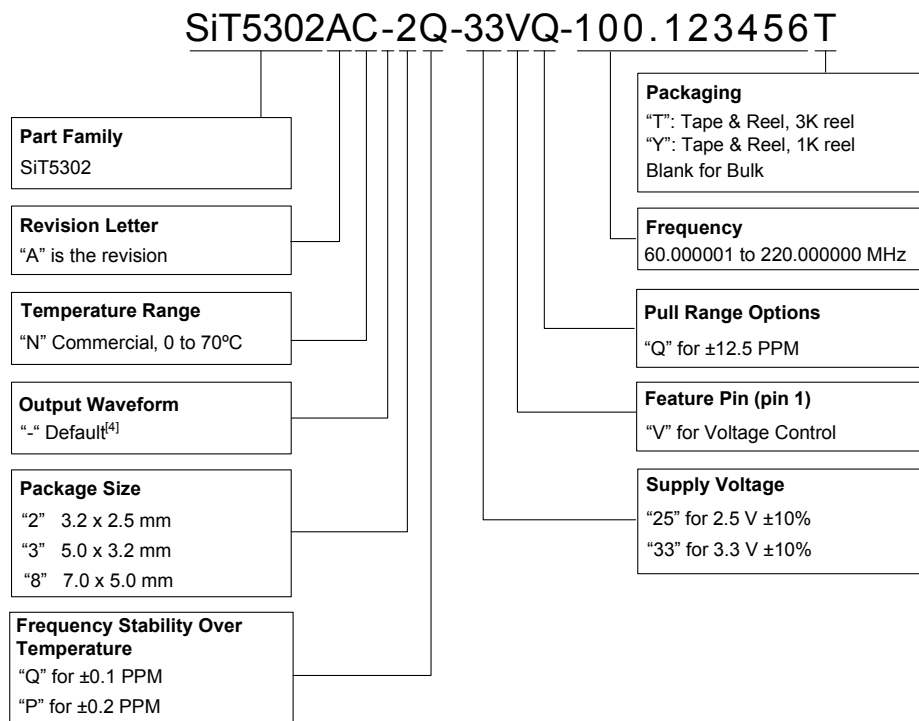 SiT5302AC-2Q-33VQ-100.123456T
Part Family
SiT5302
Revision Letter
“A” is the revision
Temperature Range
“N” Commercial, 0 to 70ºC
Output Waveform
“-“ Default[4]
Package Size
“2” 3.2 x 2.5 mm
“3” 5.0 x 3.2 mm
“8” 7.0 x 5.0 mm
Frequency Stability Over
Temperature
“Q” for ±0.1 PPM
“P” for ±0.2 PPM
Packaging
“T”: Tape & Reel, 3K reel
“Y”: Tape & Reel, 1K reel
Blank for Bulk
Frequency
60.000001 to 220.000000 MHz
Pull Range Options
“Q” for ±12.5 PPM
Feature Pin (pin 1)
“V” for Voltage Control
Supply Voltage
“25” for 2.5 V ±10%
“33” for 3.3 V ±10%